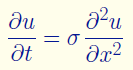 ∂u/∂t = σ ∂²u/∂x²